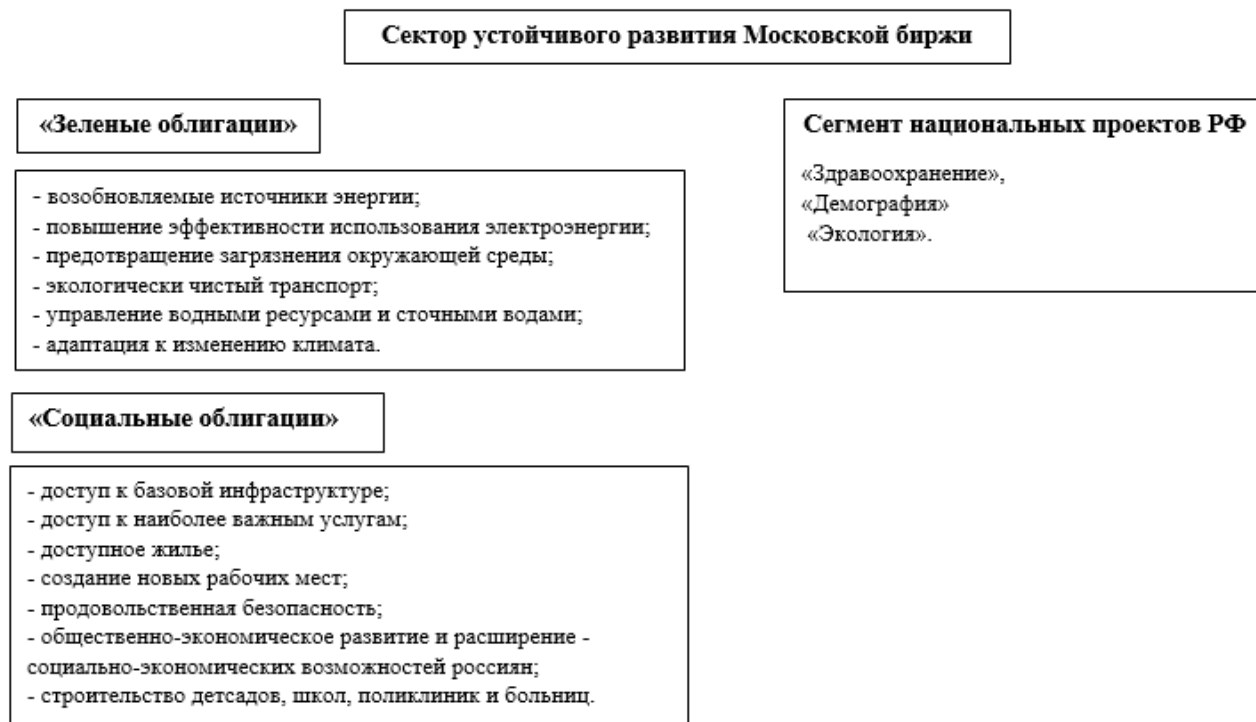 Сектор устойчивого развития Московской биржи
«Зеленые облигации»
- возобновляемые источники энергии;
- повышение эффективности использования электроэнергии;
- предотвращение загрязнения окружающей среды;
- экологически чистый транспорт;
- управление водными ресурсами и сточными водами;
- адаптация к изменению климата.
«Социальные облигации»
- доступ к базовой инфраструктуре;
- доступ к наиболее важным услугам;
- доступное жилье;
- создание новых рабочих мест;
- продовольственная безопасность;
- общественно-экономическое развитие и расширение -
социально-экономических возможностей россиян;
- строительство детсадов, школ, поликлиник и больниц.
Сегмент национальных проектов РФ
«Здравоохранение»,
«Демография»
«Экология».